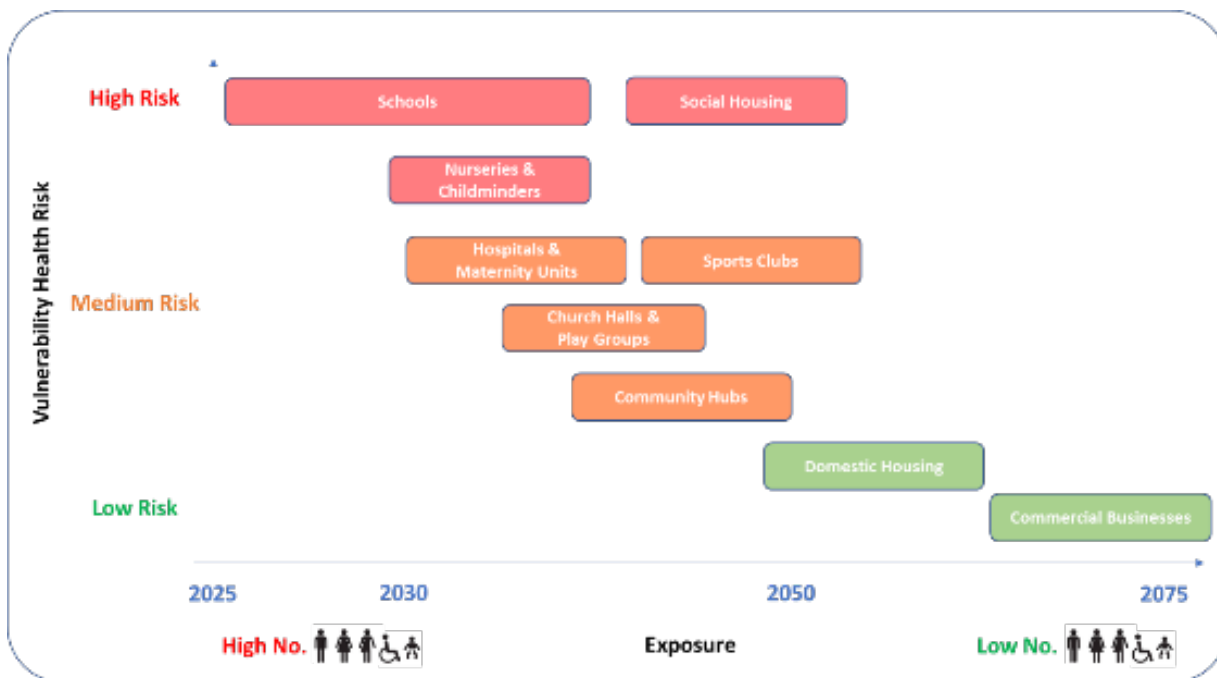 High Risk
Schools
Social Housing
Nurseries &
Childminders
Hospitals &
Maternity Units
Sports Clubs
Vulnerability Health Risk
Medium Risk
Church Halls &
Play Groups
Community Hubs
Domestic Housing
Low Risk
Commercial Businesses
2025
2030
2050
2075
High No.
Exposure
Low No.